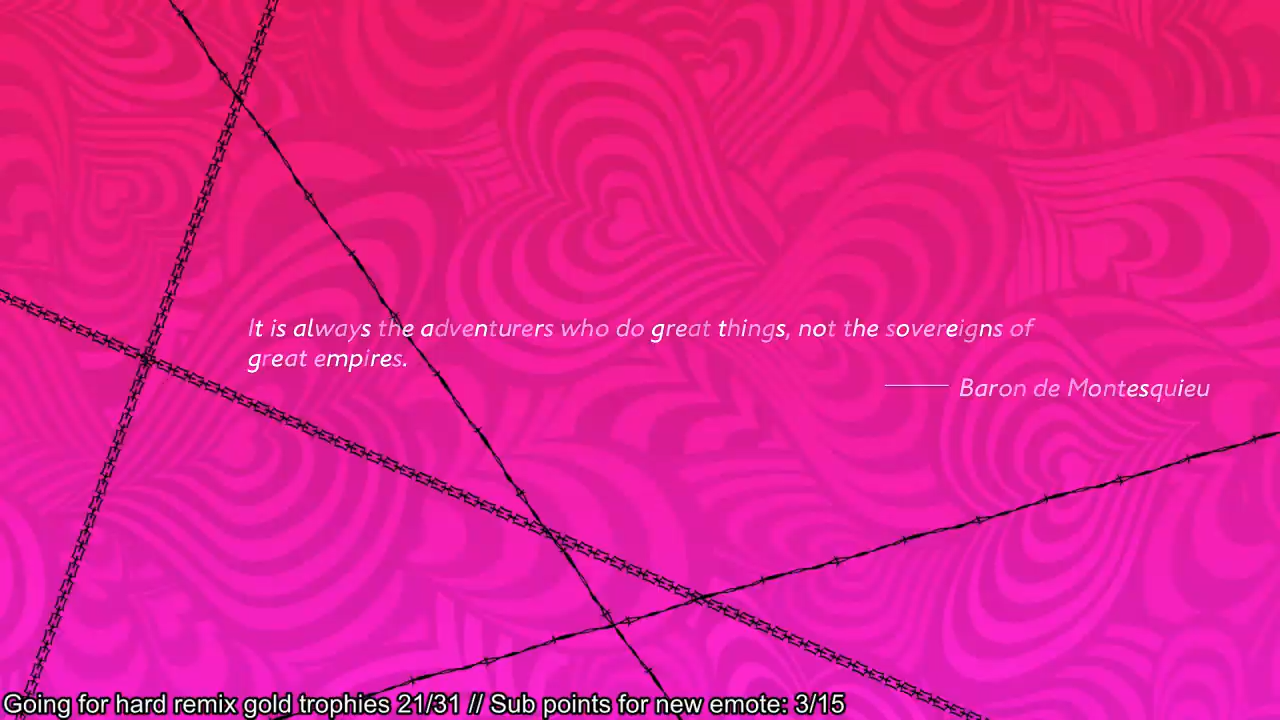 It is always the adventurers who do great things, not the sovereigns of
great empires.
Baron de Montesquieu
Going for hard remix gold trophies 21/31 // Sub points for new emote: 3/15